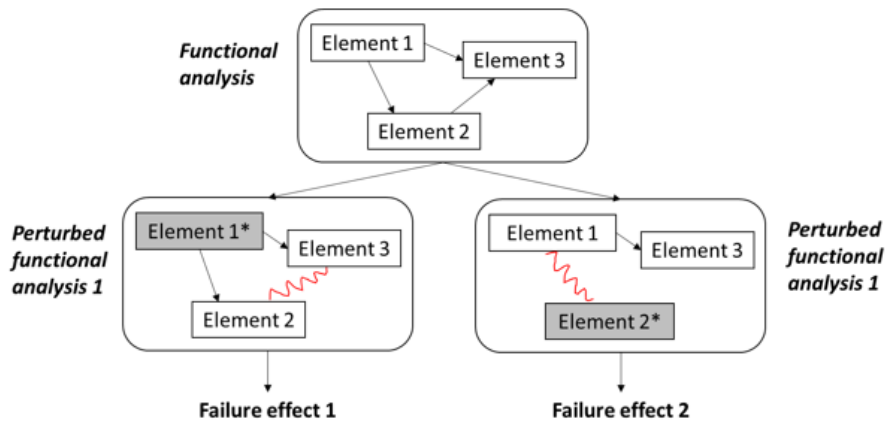 Functional
analysis
Element 1
Element 3
Element 2
Perturbed
functional
analysis 1
Element 1*
Element 3
Element 2
Element 1
Element 3
Element 2*
Perturbed
functional
analysis 1
Failure effect 1
Failure effect 2